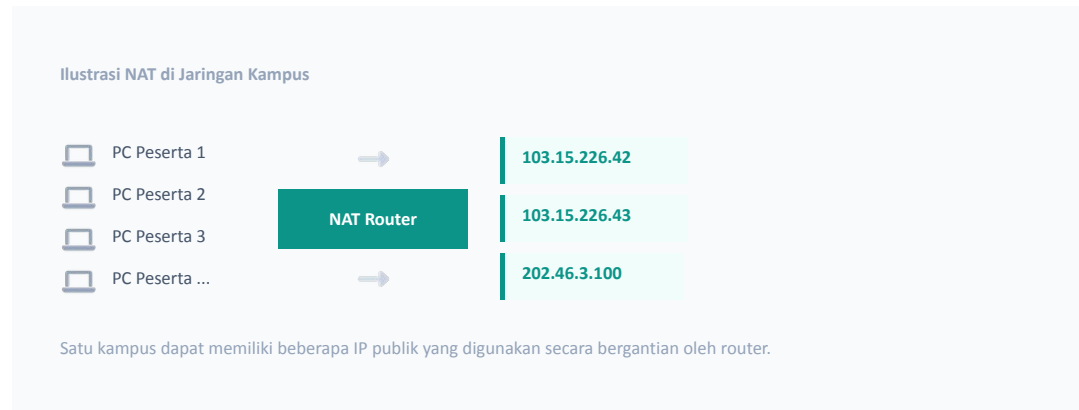 Ilustrasi NAT di Jaringan Kampus
PC Peserta 1
PC Peserta 2
PC Peserta 3
PC Peserta ...
NAT Router
103.15.226.42
103.15.226.43
202.46.3.100
Satu kampus dapat memiliki beberapa IP publik yang digunakan secara bergantian oleh router.